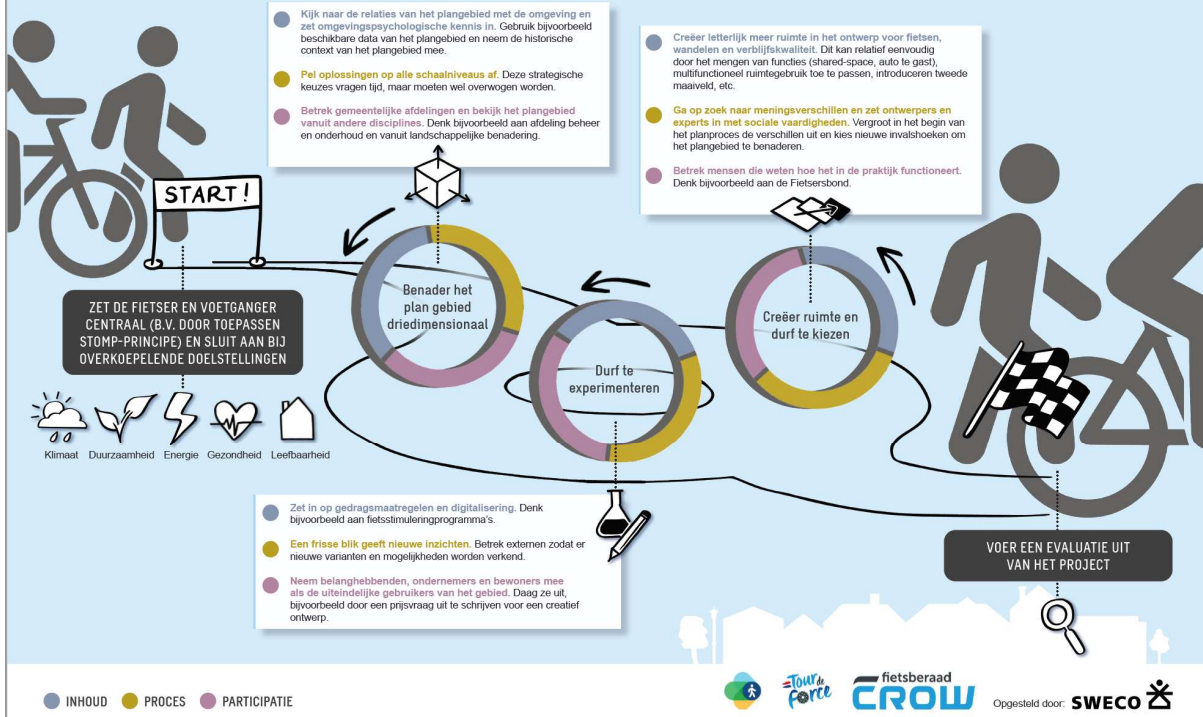 Kijk naar de relaties van het plangebied met de omgeving en
zet omgevingspsychologische kennis in. Gebruik bijvoorbeeld
beschikbare data van het plangebied en neem de historische
context van het plangebied mee.
Pel oplossingen op alle schaalniveaus af. Deze strategische
keuzes vragen tijd, maar moeten wel overwogen worden.
Betrek gemeentelijke afdelingen en bekijk het plangebied
vanuit andere disciplines. Denk bijvoorbeeld aan afdeling beheer
en onderhoud en vanuit landschappelijke benadering.
Creëer letterlijk meer ruimte in het ontwerp voor fietsen,
wandelen en verblijfskwaliteit. Dit kan relatief eenvoudig
door het mengen van functies (shared-space, auto te gast),
multifunctioneel ruimtegebruik toe te passen, introduceren tweede
maaiveld, etc.
Ga op zoek naar meningsverschillen en zet ontwerpers en
experts in met sociale vaardigheden. Vergroot in het begin van
het planproces de verschillen uit en kies nieuwe invalshoeken om
het plangebied te benaderen.
Betrek mensen die weten hoe het in de praktijk functioneert.
Denk bijvoorbeeld aan de Fietsersbond.
START!
ZET DE FIETSER EN VOETGANGER
CENTRAAL (B.V. DOOR TOEPASSEN
STOMP-PRINCIPE) EN SLUIT AAN BIJ
OVERKOEPELENDE DOELSTELLINGEN
Klimaat Duurzaamheid Energie Gezondheid Leefbaarheid
Benader het
plan gebied
driedimensionaal
Durf te
experimenteren
Creëer ruimte en
durf te kiezen
Zet in op gedragsmaatregelen en digitalisering. Denk
bijvoorbeeld aan fietsstimuleringprogramma's.
Een frisse blik geeft nieuwe inzichten. Betrek externen zodat er
nieuwe varianten en mogelijkheden worden verkend.
Neem belanghebbenden, ondernemers en bewoners mee
als de uiteindelijke gebruikers van het gebied. Daag ze uit,
bijvoorbeeld door een prijsvraag uit te schrijven voor een creatief
ontwerp.
VOER EEN EVALUATIE UIT
VAN HET PROJECT
INHOUD PROCES PARTICIPATIE
Tour de
Force
fietsberaad
CROW
Opgesteld door: SWECO